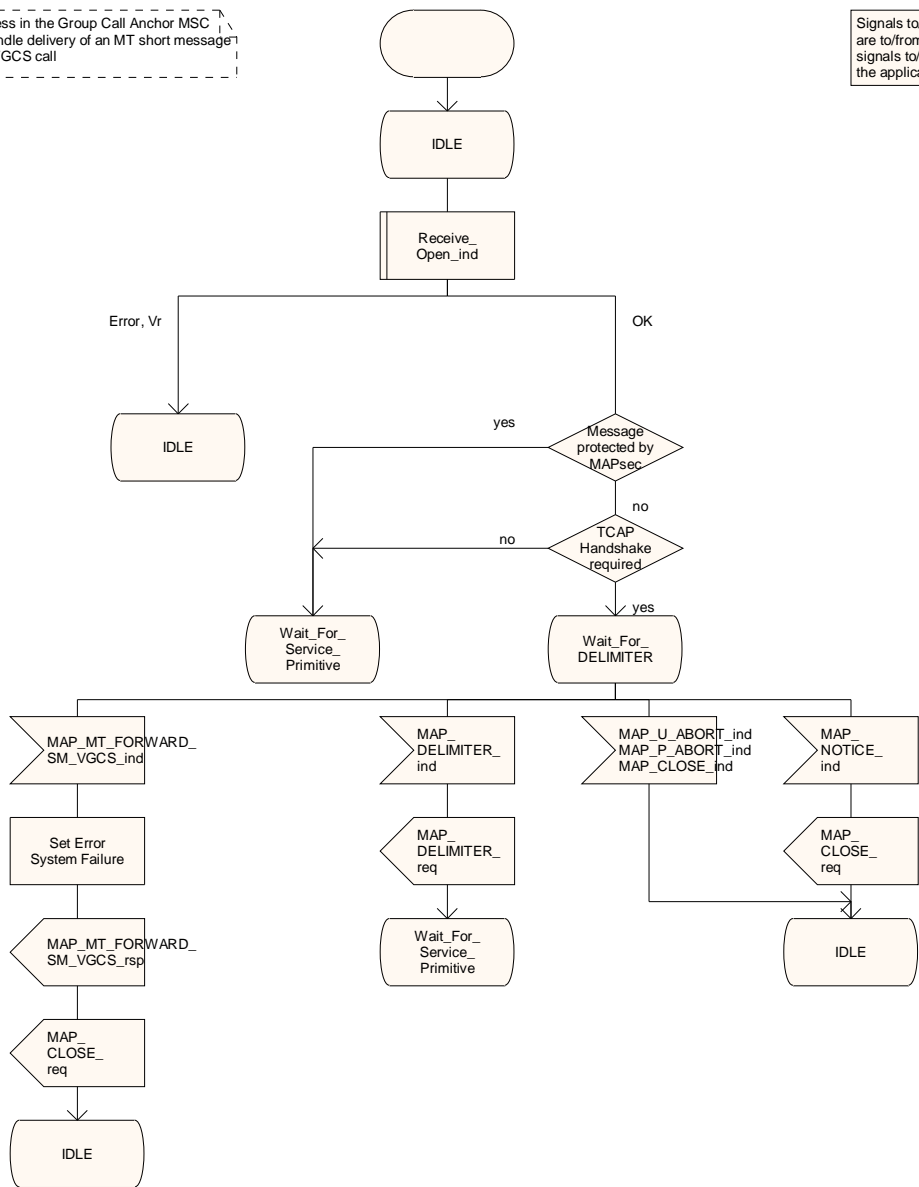 ess in the Group Call Anchor MSC
ndle delivery of an MT short message
GCS call
Signals to
are to/from
signals to/
the applica
IDLE
Receive_
Open_ind
Error, Vr
OK
IDLE
yes
Message
protected by
MAPsec
no
no
TCAP
Handshake
required
yes
Wait_For_
Service_
Primitive
Wait_For_
DELIMITER
MAP_MT_FORWARD_
SM_VGCS_ind
MAP_
DELIMITER_
ind
MAP_U_ABORT_ind
MAP_P_ABORT_ind
MAP_CLOSE_ind
MAP_
NOTICE_
ind
Set Error
System Failure
MAP_
DELIMITER_
req
MAP_
CLOSE_
req
MAP_MT_FORWARD_
SM_VGCS_rsp
Wait_For_
Service_
Primitive
IDLE
MAP_
CLOSE_
req
IDLE